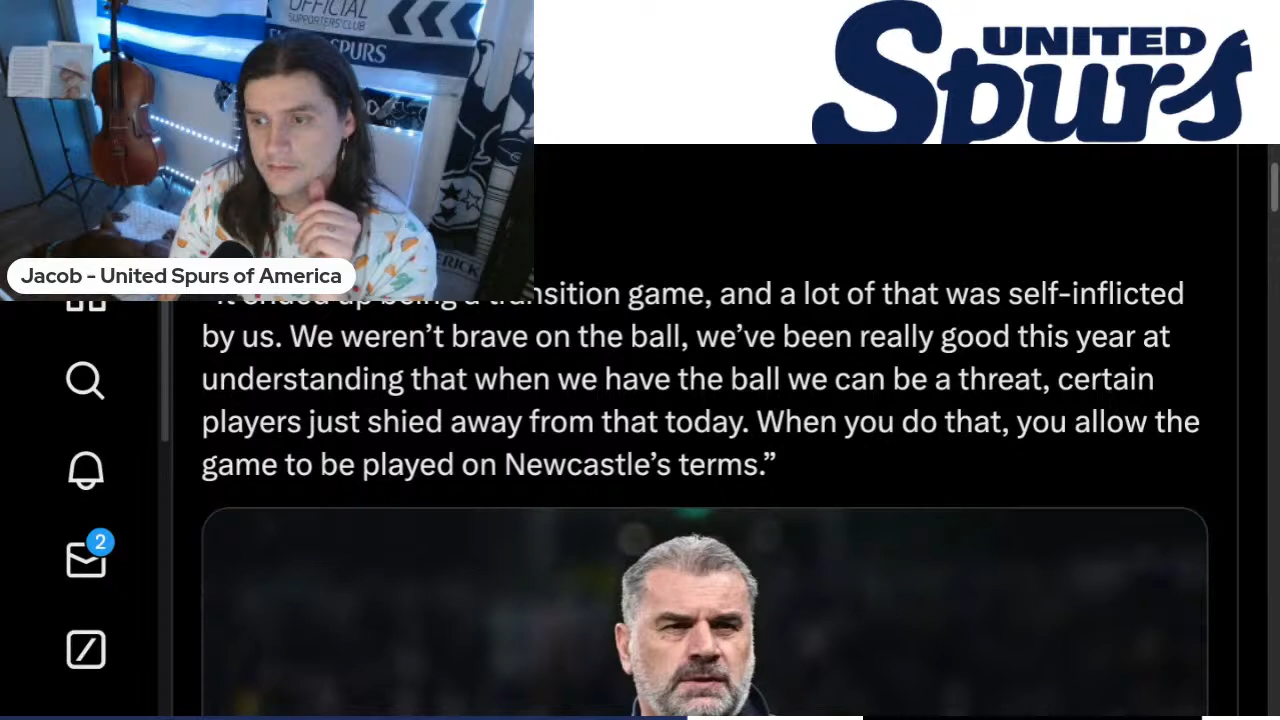 OFFICIAL
SUPPORTERS' CLUB
SPURS
UNITED
Spurs
Jacob - United Spurs of America
being a transition game, and a lot of that was self-inflicted
by us. We weren’t brave on the ball, we’ve been really good this year at
understanding that when we have the ball we can be a threat, certain
players just shied away from that today. When you do that, you allow the
game to be played on Newcastle’s terms.”
2